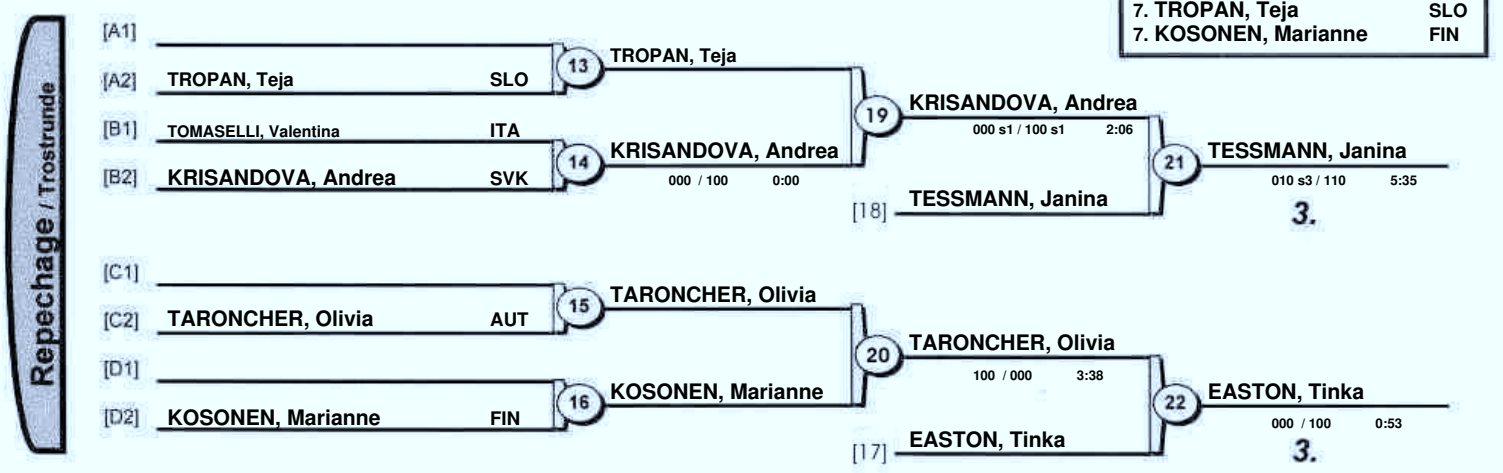 7. TROPAN, Teja SLO
7. KOSONEN, Marianne FIN
Repechage / Trostrunde
[A1]
[A2] TROPAN, Teja SLO
13 TROPAN, Teja
[B1] TOMASELLI, Valentina ITA
[B2] KRISANDOVA, Andrea SVK
14 KRISANDOVA, Andrea
000 / 100 0:00
19 KRISANDOVA, Andrea
000 s1 / 100 s1 2:06
[18] TESSMANN, Janina
21 TESSMANN, Janina
010 s3 / 110 5:35
3.
[C1]
[C2] TARONCHER, Olivia AUT
15 TARONCHER, Olivia
[D1]
[D2] KOSONEN, Marianne FIN
16 KOSONEN, Marianne
20 TARONCHER, Olivia
100 / 000 3:38
[17] EASTON, Tinka
22 EASTON, Tinka
000 / 100 0:53
3.